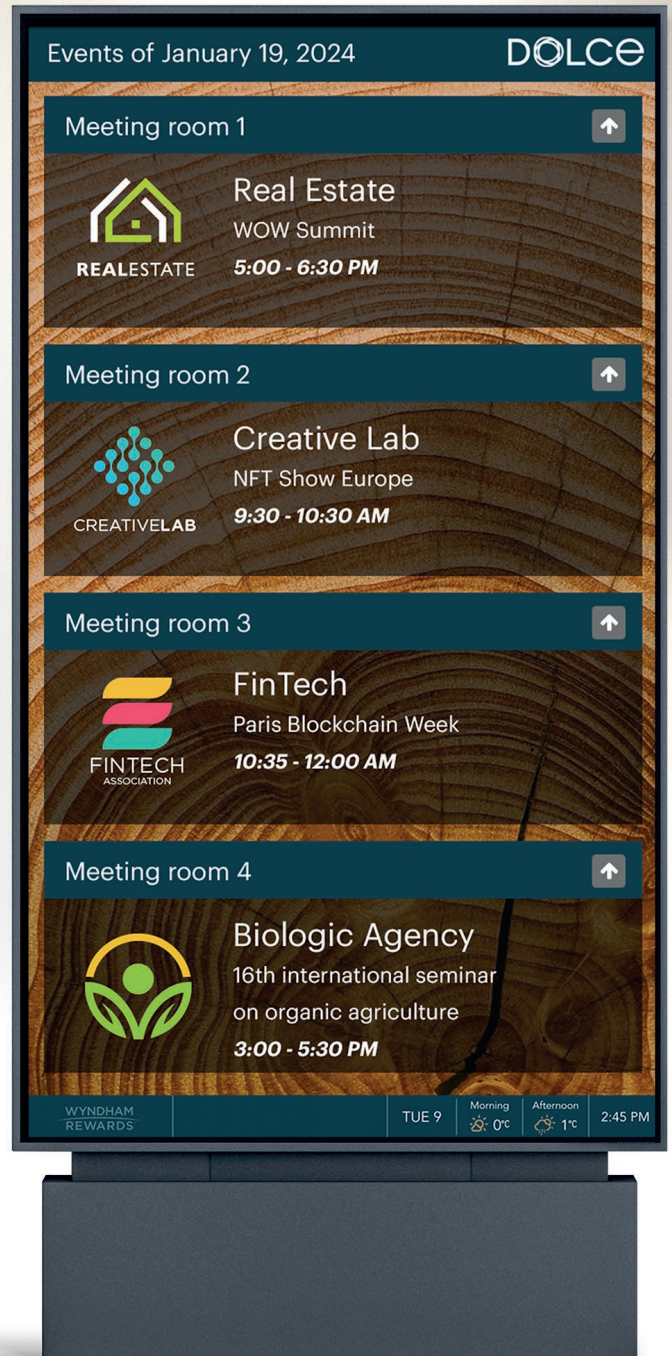 Events of January 19, 2024
DOLCE
Meeting room 1
REALESTATE
Real Estate
WOW Summit
5:00 - 6:30 PM
Meeting room 2
CREATIVELAB
Creative Lab
NFT Show Europe
9:30 - 10:30 AM
Meeting room 3
FINTECH
ASSOCIATION
FinTech
Paris Blockchain Week
10:35 - 12:00 AM
Meeting room 4
Biologic Agency
16th international seminar
on organic agriculture
3:00 - 5:30 PM
WYNDHAM
REWARDS
TUE 9
Morning
0°C
Afternoon
1°C
2:45 PM